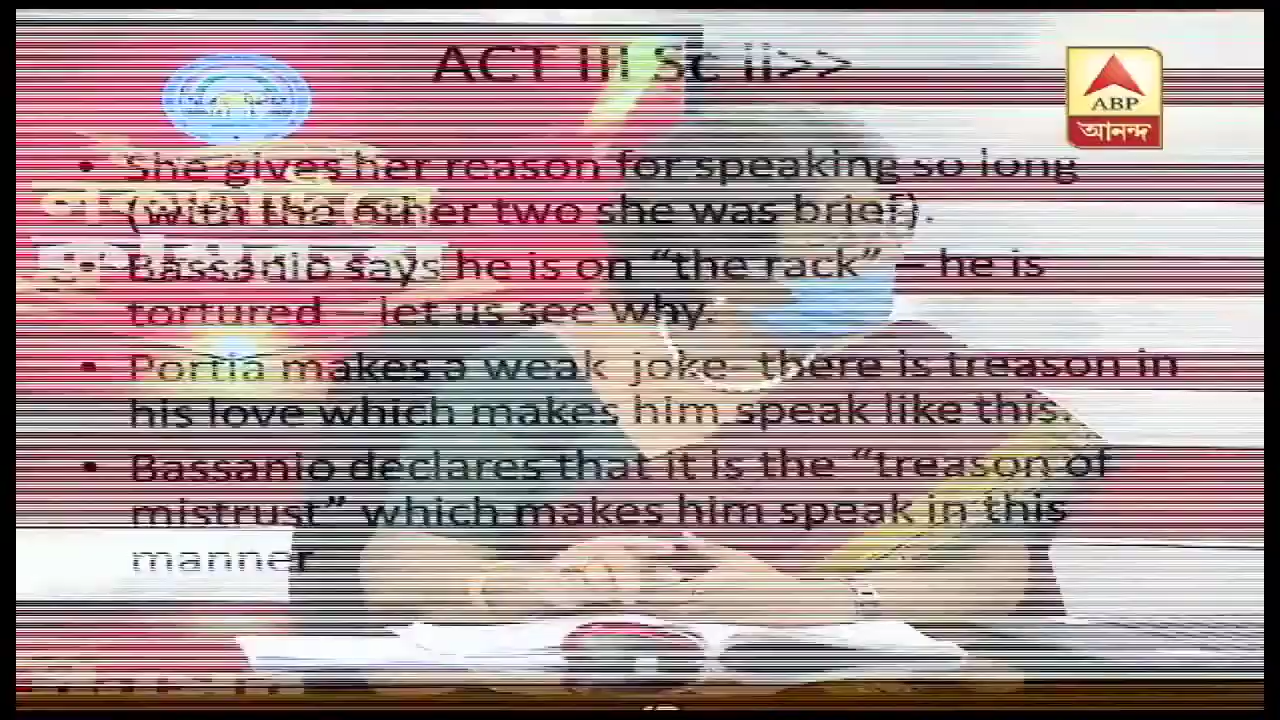 ACT III Sc ii>>
ABP
আনন্দ
• She gives her reason for speaking so long
(with the other two she was brief).
• Bassanio says he is on “the rack” – he is
tortured – let us see why.
• Portia makes a weak joke- there is treason in
his love which makes him speak like this.
• Bassanio declares that it is the “treason of
mistrust” which makes him speak in this
manner